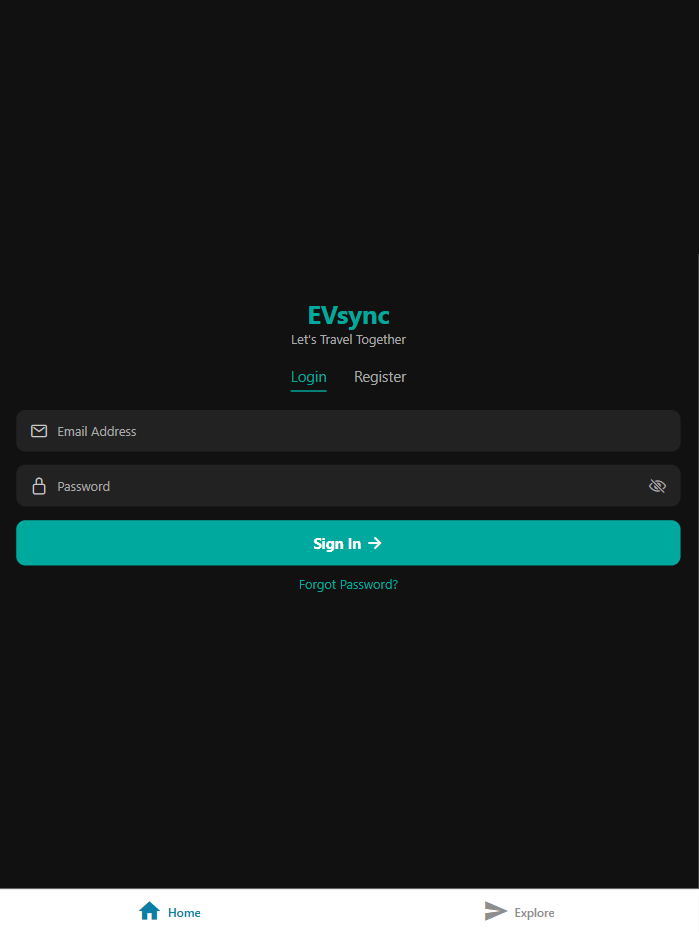 EVsync
Let's Travel Together
Login Register
Email Address
Password
Sign In →
Forgot Password?
Home Explore